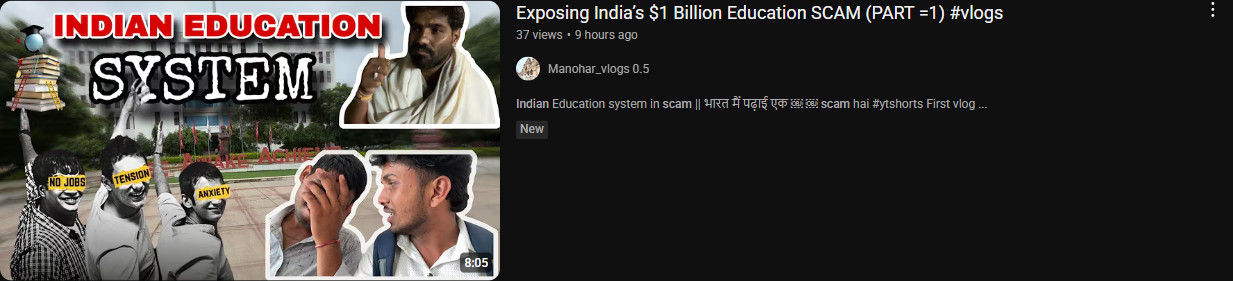 INDIAN EDUCATION
SYSTEM
AWARE ACHIEVE
NO JOBS
TENSION
ANXIETY
8:05
Exposing India's $1 Billion Education SCAM (PART =1) #vlogs
37 views • 9 hours ago
Manohar_vlogs 0.5
Indian Education system in scam || भारत में पढ़ाई एक scam hai #ytshorts First vlog ...
New